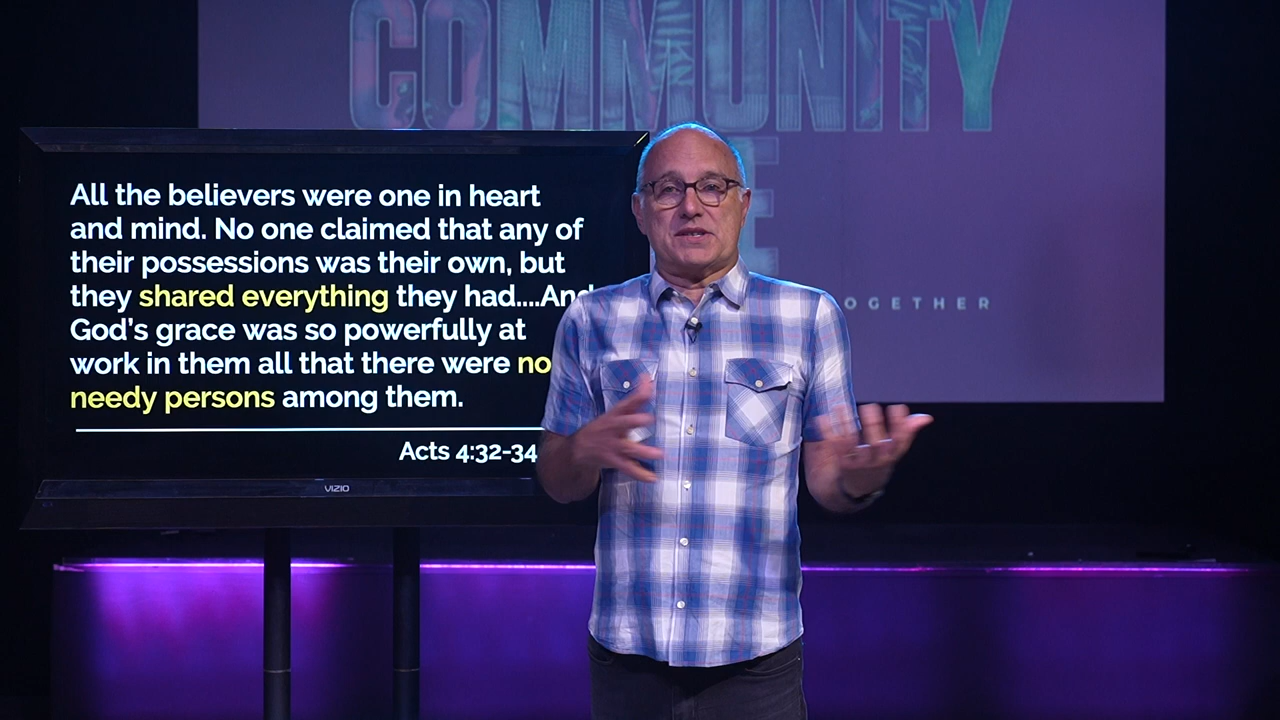 COMMUNITY
All the believers were one in heart
and mind. No one claimed that any of
their possessions was their own, but
they shared everything they had....And
God's grace was so powerfully at
work in them all that there were no
needy persons among them.
Acts 4:32-34
VIZIO